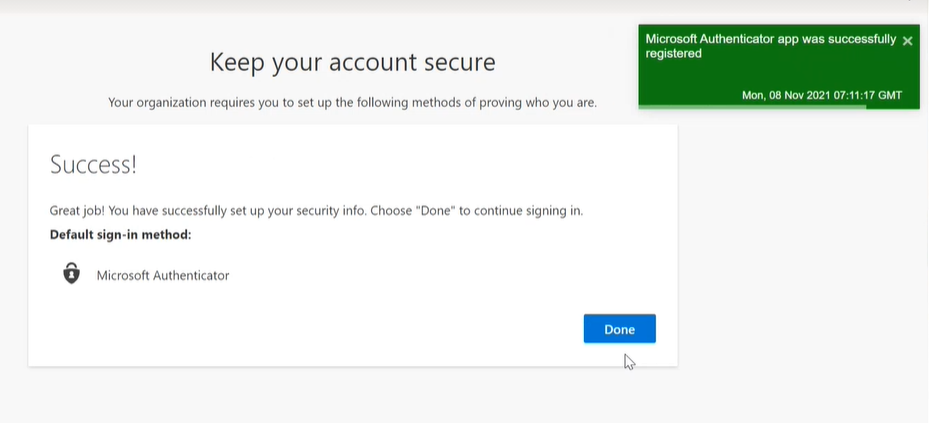 Keep your account secure
Your organization requires you to set up the following methods of proving who you are.
Microsoft Authenticator app was successfully
registered
Mon, 08 Nov 2021 07:11:17 GMT
Success!
Great job! You have successfully set up your security info. Choose "Done" to continue signing in.
Default sign-in method:
Microsoft Authenticator
Done